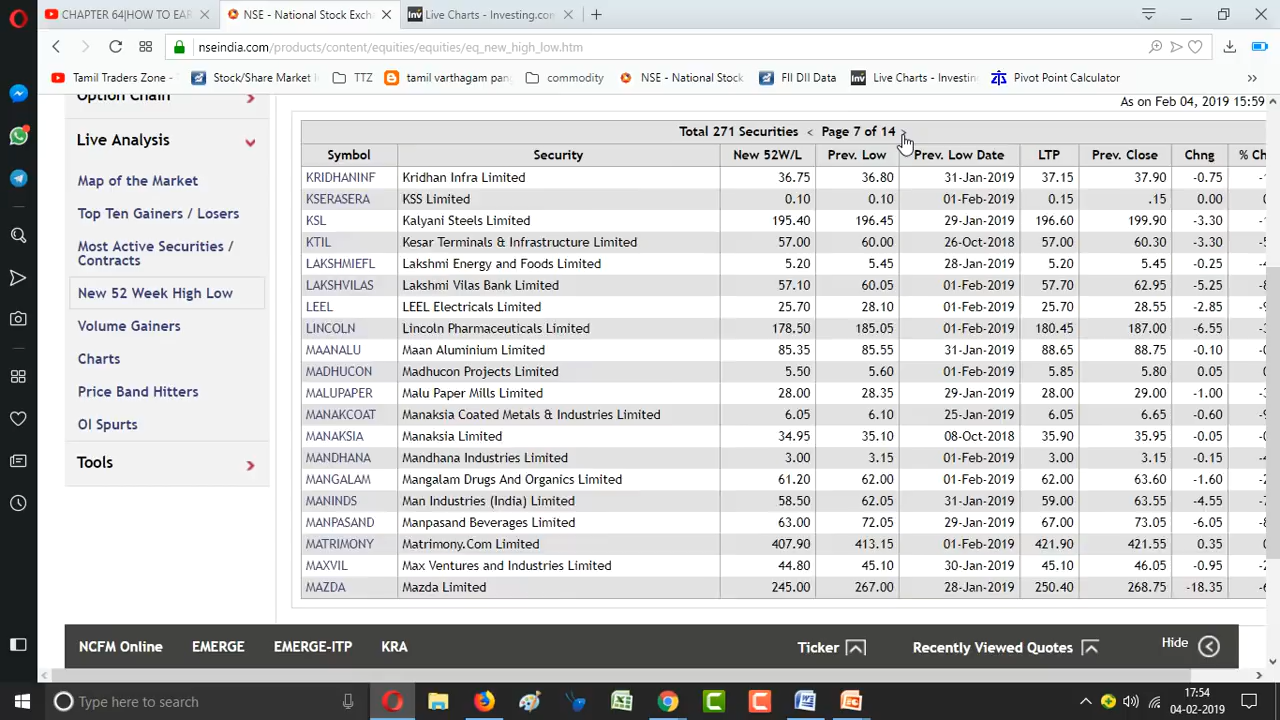 CHAPTER 64|HOW TO EAR
NSE - National Stock Exch
Live Charts - Investing.com
nseindia.com/products/content/equities/equities/eq_new_high_low.htm
Tamil Traders Zone -
Stock/Share Market
TTZ
tamil varthagam pan
commodity
NSE - National Stock
FII DII Data
Live Charts - Investin
Pivot Point Calculator
Option Chain
Live Analysis
Map of the Market
Top Ten Gainers / Losers
Most Active Securities /
Contracts
New 52 Week High Low
Volume Gainers
Charts
Price Band Hitters
OI Spurts
Tools
As on Feb 04, 2019 15:59
Total 271 Securities < Page 7 of 14 >
Symbol Security New 52W/L Prev. Low Prev. Low Date LTP Prev. Close Chng % Ch
KRIDHANINF Kridhan Infra Limited 36.75 36.80 31-Jan-2019 37.15 37.90 -0.75
KSERASERA KSS Limited 0.10 0.10 01-Feb-2019 0.15 .15 0.00
KSL Kalyani Steels Limited 195.40 196.45 29-Jan-2019 196.60 199.90 -3.30
KTIL Kesar Terminals & Infrastructure Limited 57.00 60.00 26-Oct-2018 57.00 60.30 -3.30
LAKSHMIEFL Lakshmi Energy and Foods Limited 5.20 5.45 28-Jan-2019 5.20 5.45 -0.25
LAKSHVILAS Lakshmi Vilas Bank Limited 57.10 60.05 01-Feb-2019 57.70 62.95 -5.25
LEEL LEEL Electricals Limited 25.70 28.10 01-Feb-2019 25.70 28.55 -2.85
LINCOLN Lincoln Pharmaceuticals Limited 178.50 185.05 01-Feb-2019 180.45 187.00 -6.55
MAANALU Maan Aluminium Limited 85.35 85.55 31-Jan-2019 88.65 88.75 -0.10
MADHUCON Madhucon Projects Limited 5.50 5.60 01-Feb-2019 5.85 5.80 0.05
MALUPAPER Malu Paper Mills Limited 28.00 28.35 29-Jan-2019 28.00 29.00 -1.00
MANAKCOAT Manaksia Coated Metals & Industries Limited 6.05 6.10 25-Jan-2019 6.05 6.65 -0.60
MANAKSIA Manaksia Limited 34.95 35.10 08-Oct-2018 35.90 35.95 -0.05
MANDHANA Mandhana Industries Limited 3.00 3.15 01-Feb-2019 3.00 3.15 -0.15
MANGALAM Mangalam Drugs And Organics Limited 61.20 62.00 01-Feb-2019 62.00 63.60 -1.60
MANINDS Man Industries (India) Limited 58.50 62.05 31-Jan-2019 59.00 63.55 -4.55
MANPASAND Manpasand Beverages Limited 63.00 72.05 29-Jan-2019 67.00 73.05 -6.05
MATRIMONY Matrimony.Com Limited 407.90 413.15 01-Feb-2019 421.90 421.55 0.35
MAXVIL Max Ventures and Industries Limited 44.80 45.10 30-Jan-2019 45.10 46.05 -0.95
MAZDA Mazda Limited 245.00 267.00 28-Jan-2019 250.40 268.75 -18.35
NCFM Online EMERGE EMERGE-ITP KRA Ticker Recently Viewed Quotes Hide
Type here to search
17:54
04-02-2019